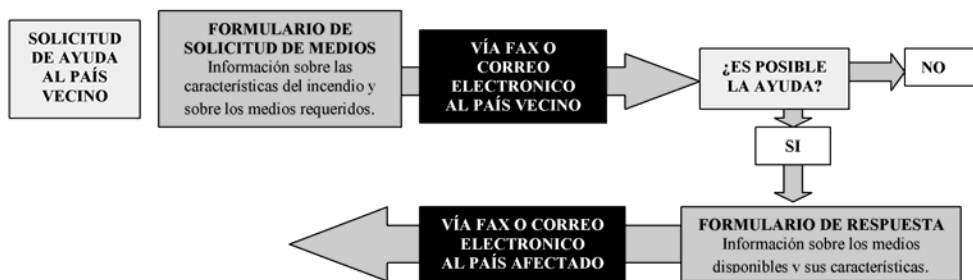 SOLICITUD
DE AYUDA
AL PAÍS
VECINO
FORMULARIO DE
SOLICITUD DE MEDIOS
Información sobre las
características del incendio y
sobre los medios requeridos.
VÍA FAX O
CORREO
ELECTRONICO
AL PAÍS VECINO
¿ES POSIBLE
LA AYUDA?
NO
SI
FORMULARIO DE RESPUESTA
Información sobre los medios
disponibles y sus características.
VÍA FAX O CORREO
ELECTRONICO
AL PAÍS AFECTADO